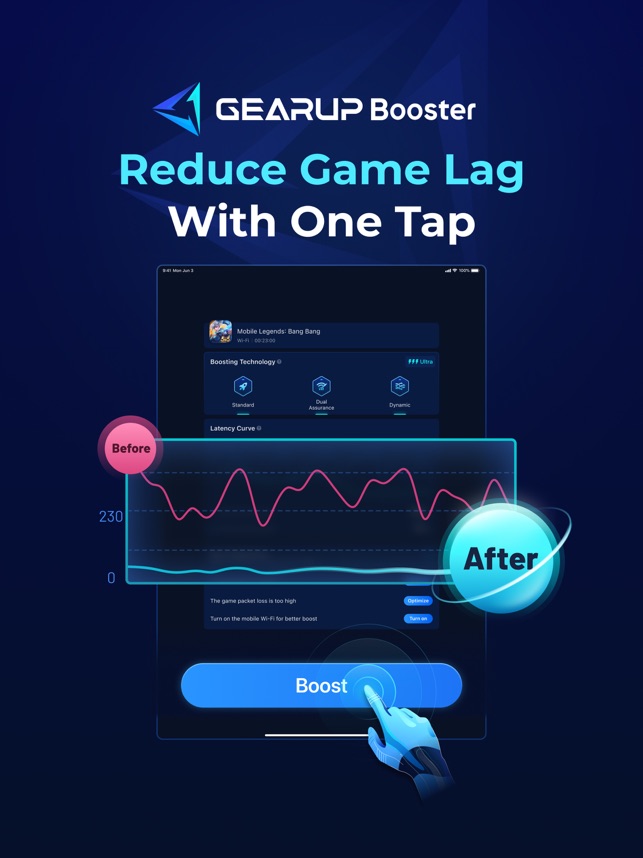 GEARUP Booster
Reduce Game Lag
With One Tap
9:41 Mon Jun 3
100%
Mobile Legends: Bang Bang
Wi-Fi 00:23:00
Boosting Technology
Ultra
Standard
Dual
Assurance
Dynamic
Latency Curve
Before
230
After
0
The game packet loss is too high
Optimize
Turn on the mobile Wi-Fi for better boost
Turn on
Boost